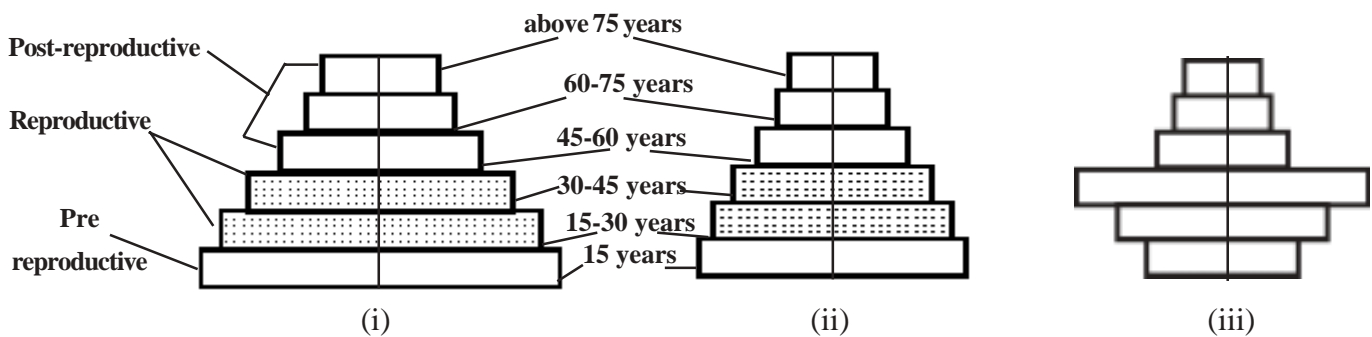 above 75 years
Post-reproductive
60-75 years
Reproductive
45-60 years
30-45 years
Pre
reproductive
15-30 years
15 years
(i)
(ii)
(iii)